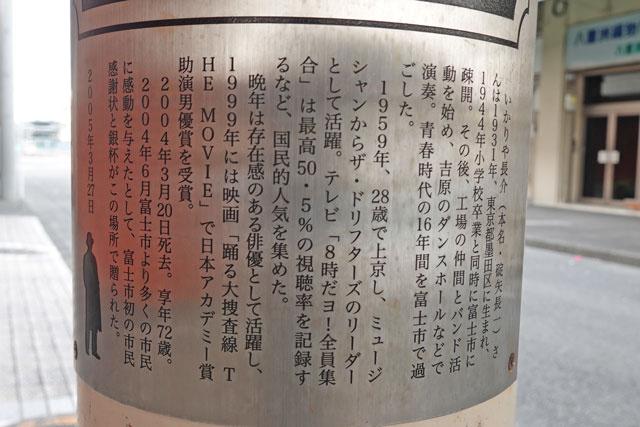 いかりや長介（本名・碇矢長一）さ
んは1931年、東京都墨田区に生まれ、
1944年小学校卒業と同時に富士市に
疎開。その後、工場の仲間とバンド活
動を始め、吉原のダンスホールなどで
演奏。青春時代の16年間を富士市で過
ごした。
1959年、28歳で上京し、ミュージ
シャンからザ・ドリフターズのリーダー
として活躍。テレビ「8時だヨ！全員集
合」は最高50・5％の視聴率を記録す
るなど、国民的人気を集めた。
晩年は存在感のある俳優として活躍し、
1999年には映画「踊る大捜査線 T
HE MOVIE」で日本アカデミー賞
助演男優賞を受賞。
2004年3月20日死去。享年72歳。
2004年6月富士市より多くの市民
に感動を与えたとして、富士市初の市民
感謝状と銀杯がこの場所で贈られた。
2005年3月27日